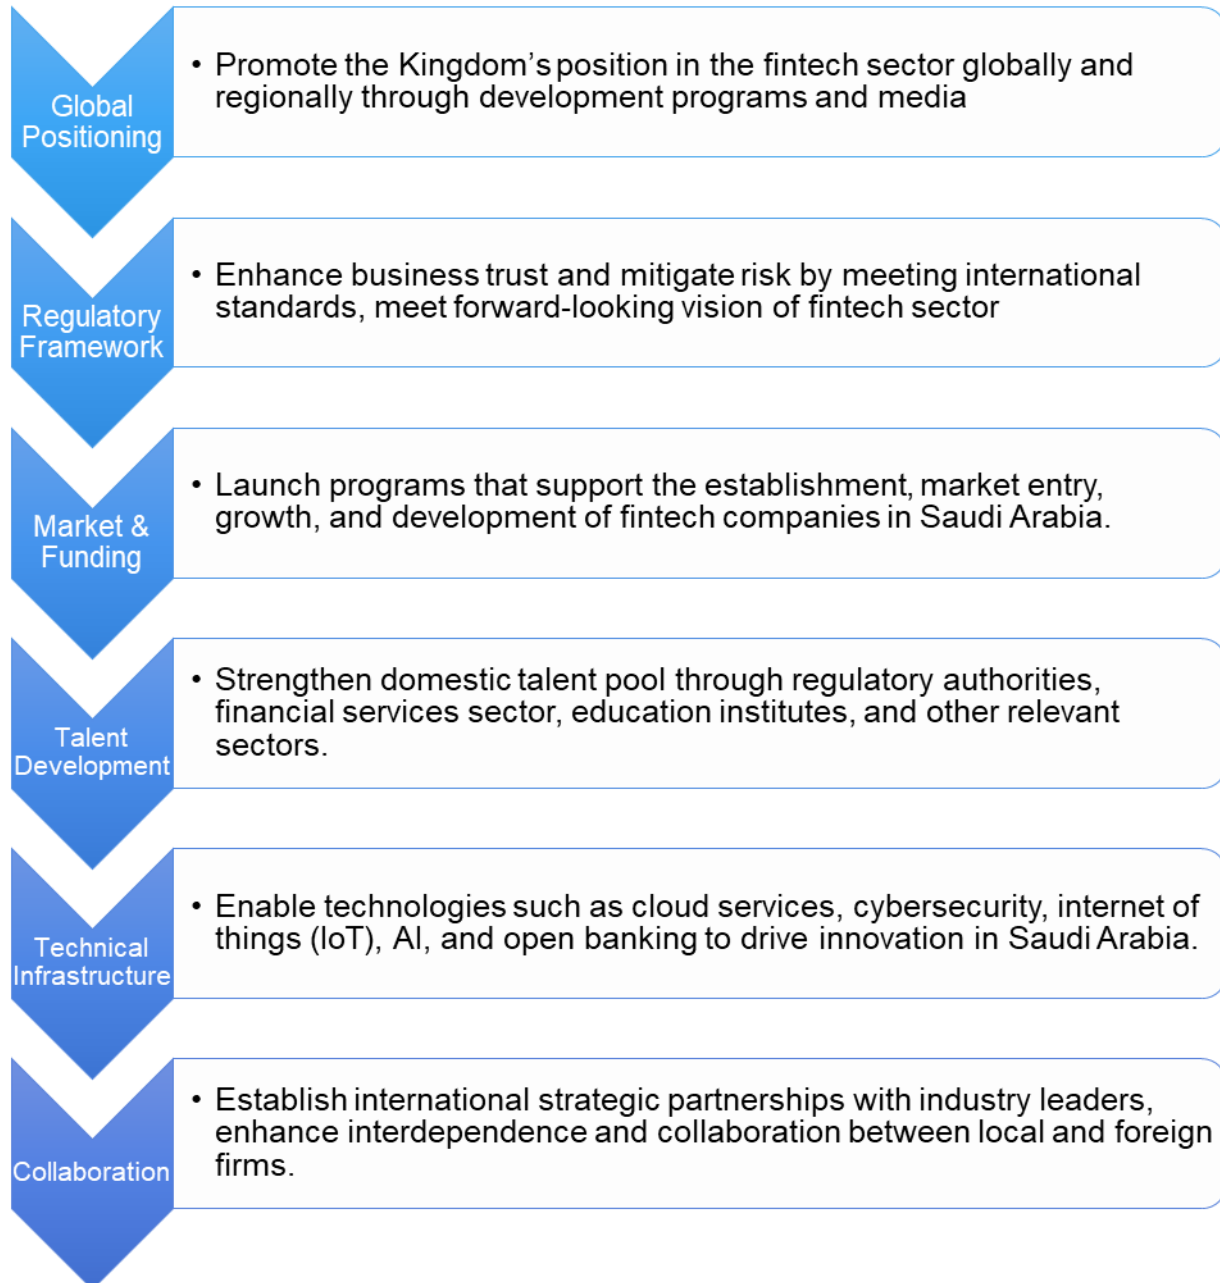 Global
Positioning
• Promote the Kingdom's position in the fintech sector globally and
regionally through development programs and media
Regulatory
Framework
• Enhance business trust and mitigate risk by meeting international
standards, meet forward-looking vision of fintech sector
Market &
Funding
• Launch programs that support the establishment, market entry,
growth, and development of fintech companies in Saudi Arabia.
Talent
Development
• Strengthen domestic talent pool through regulatory authorities,
financial services sector, education institutes, and other relevant
sectors.
Technical
Infrastructure
• Enable technologies such as cloud services, cybersecurity, internet of
things (IoT), AI, and open banking to drive innovation in Saudi Arabia.
Collaboration
• Establish international strategic partnerships with industry leaders,
enhance interdependence and collaboration between local and foreign
firms.